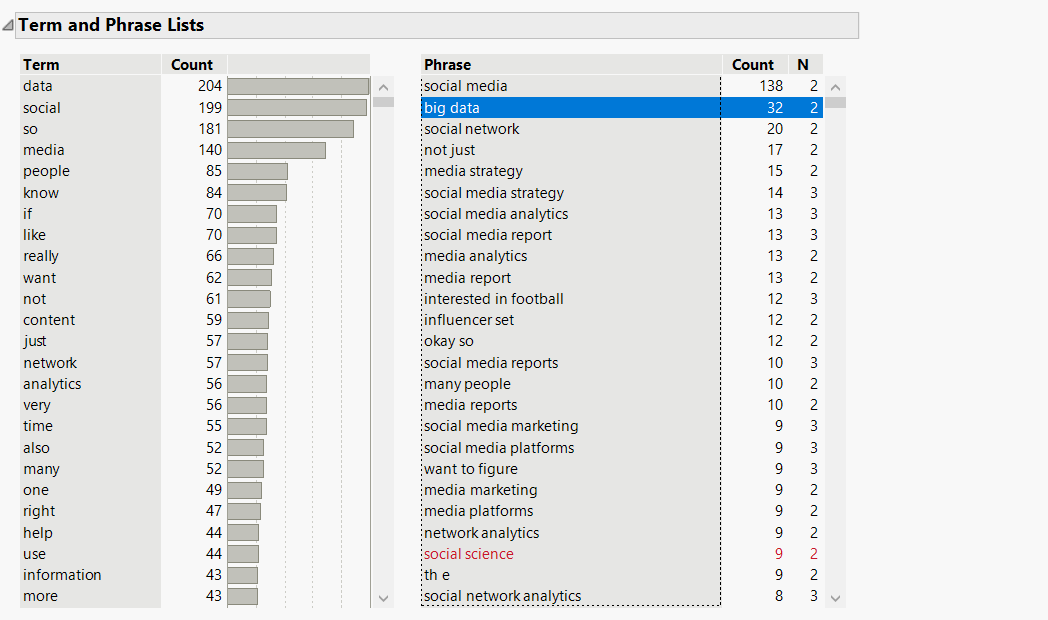 Term and Phrase Lists
Term Count
data 204
social 199
so 181
media 140
people 85
know 84
if 70
like 70
really 66
want 62
not 61
content 59
just 57
network 57
analytics 56
very 56
time 55
also 52
many 52
one 49
right 47
help 44
use 44
information 43
more 43
Phrase Count N
social media 138 2
big data 32 2
social network 20 2
not just 17 2
media strategy 15 2
social media strategy 14 3
social media analytics 13 3
social media report 13 3
media analytics 13 2
media report 13 2
interested in football 12 3
influencer set 12 2
okay so 12 2
social media reports 10 3
many people 10 2
media reports 10 2
social media marketing 9 3
social media platforms 9 3
want to figure 9 3
media marketing 9 2
media platforms 9 2
network analytics 9 2
social science 9 2
th e 9 2
social network analytics 8 3